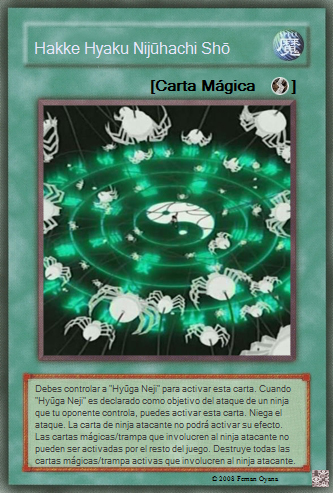 Hakke Hyaku Nijūhachi Shō
魔
[Carta Mágica ]
Debes controlar a "Hyūga Neji" para activar esta carta. Cuando
"Hyūga Neji" es declarado como objetivo del ataque de un ninja
que tu oponente controla, puedes activar esta carta. Niega el
ataque. La carta de ninja atacante no podrá activar su efecto.
Las cartas mágicas/trampa que involucren al ninja atacante no
pueden ser activadas por el resto del juego. Destruye todas las
cartas mágicas/trampa activas que involucren al ninja atacante.
© 2008 Fernan Oyana